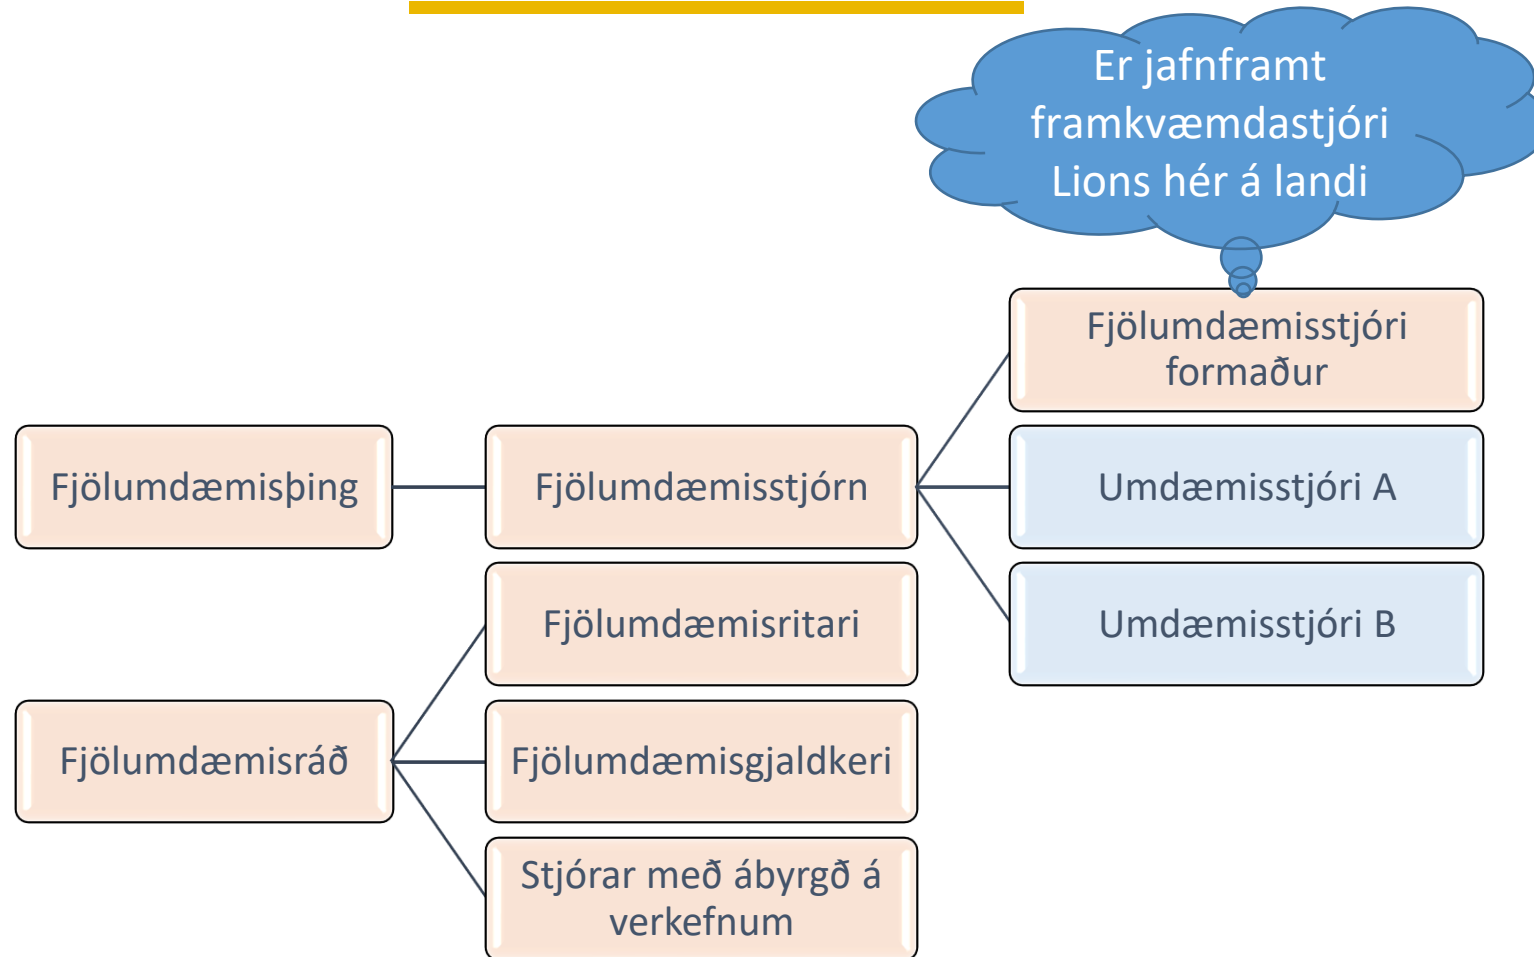 Er jafnframt
framkvæmdastjóri
Lions hér á landi
Fjölumdæmisstjóri
formaður
Fjölumdæmisþing
Fjölumdæmisstjórn
Umdæmisstjóri A
Fjölumdæmisritari
Umdæmisstjóri B
Fjölumdæmisráð
Fjölumdæmisgjaldkeri
Stjórar með ábyrgð á
verkefnum